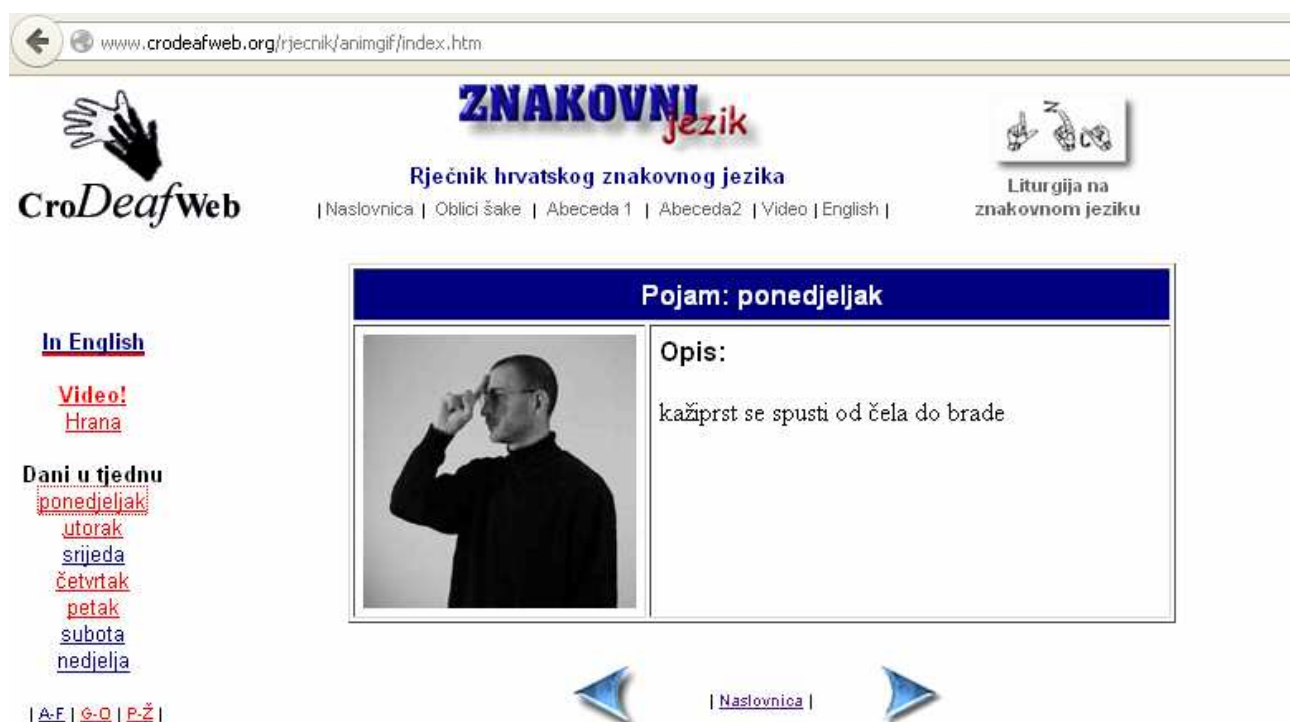 www.crodeafweb.org/rjecnik/animgif/index.htm
CroDeafWeb
ZNAKOVNI
jezik
Rječnik hrvatskog znakovnog jezika
| Naslovnica | Oblici šake | Abeceda 1 | Abeceda2 | Video | English |
Z
Liturgija na
znakovnom jeziku
In English
Video!
Hrana
Dani u tjednu
ponedjeljak
utorak
srijeda
četvrtak
petak
subota
nedjelja
| A-F | G-O | P-Ž |
Pojam: ponedjeljak
Opis:
kažiprst se spusti od čela do brade
| Naslovnica |